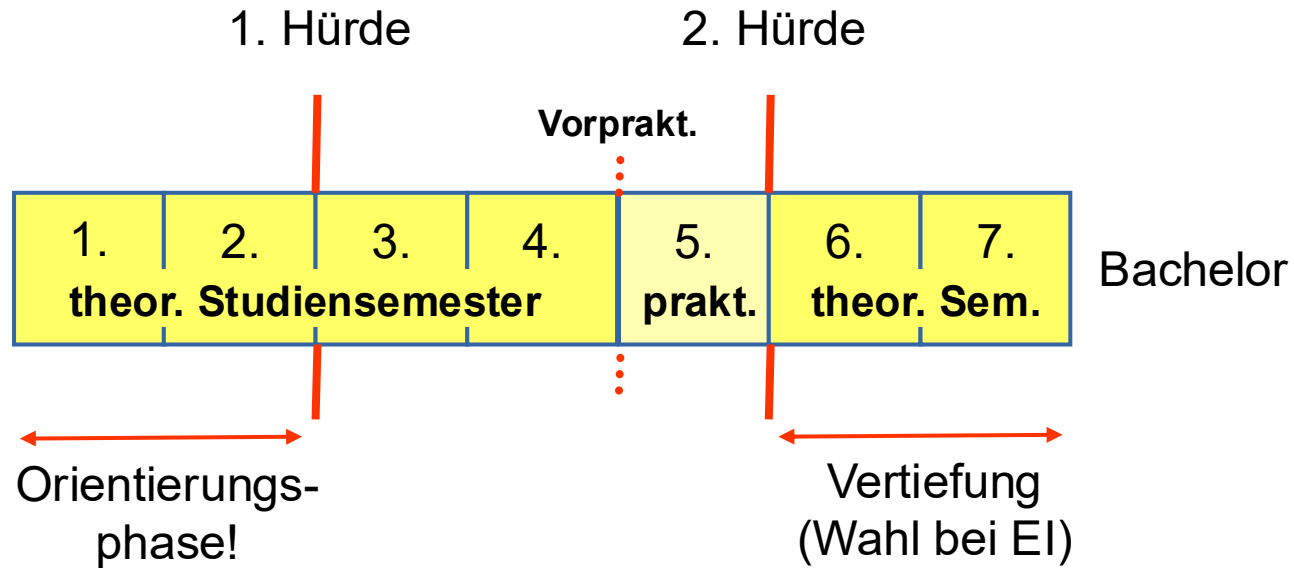 1. Hürde
2. Hürde
Vorprakt.
1.
2.
3.
4.
5.
6.
7.
theor. Studiensemester
prakt.
theor. Sem.
Bachelor
Orientierungs-
phase!
Vertiefung
(Wahl bei EI)